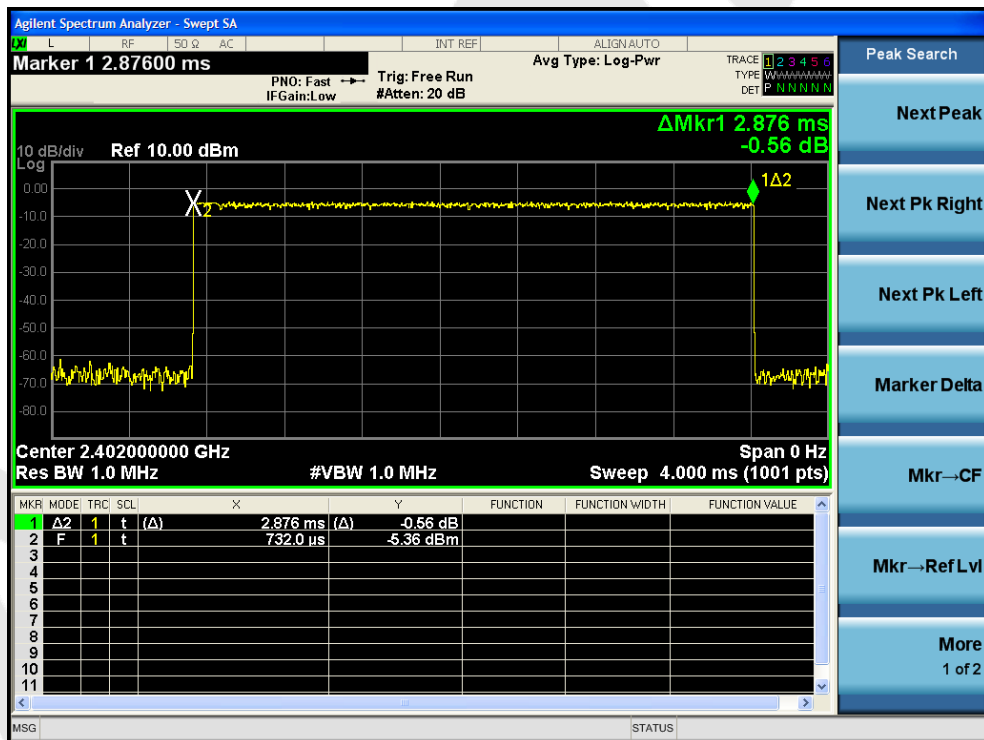 Agilent Spectrum Analyzer - Swept SA
LXI L RF 50 Ω AC INT REF ALIGNAUTO
Marker 1 2.87600 ms
PNO: Fast
IFGain:Low
Trig: Free Run
#Atten: 20 dB
Avg Type: Log-Pwr
TRACE 1 2 3 4 5 6
TYPE WWWWWWW
DET P N N N N N
ΔMkr1 2.876 ms
-0.56 dB
10 dB/div Ref 10.00 dBm
Log
0.00
-10.0
-20.0
-30.0
-40.0
-50.0
-60.0
-70.0
-80.0
X2
1Δ2
Center 2.402000000 GHz Span 0 Hz
Res BW 1.0 MHz #VBW 1.0 MHz Sweep 4.000 ms (1001 pts)
MKR MODE TRC SCL X Y FUNCTION FUNCTION WIDTH FUNCTION VALUE
1 Δ2 1 t (Δ) 2.876 ms (Δ) -0.56 dB
2 F 1 t 732.0 µs -5.36 dBm
3
4
5
6
7
8
9
10
11
MSG STATUS
Peak Search
Next Peak
Next Pk Right
Next Pk Left
Marker Delta
Mkr→CF
Mkr→Ref Lvl
More
1 of 2